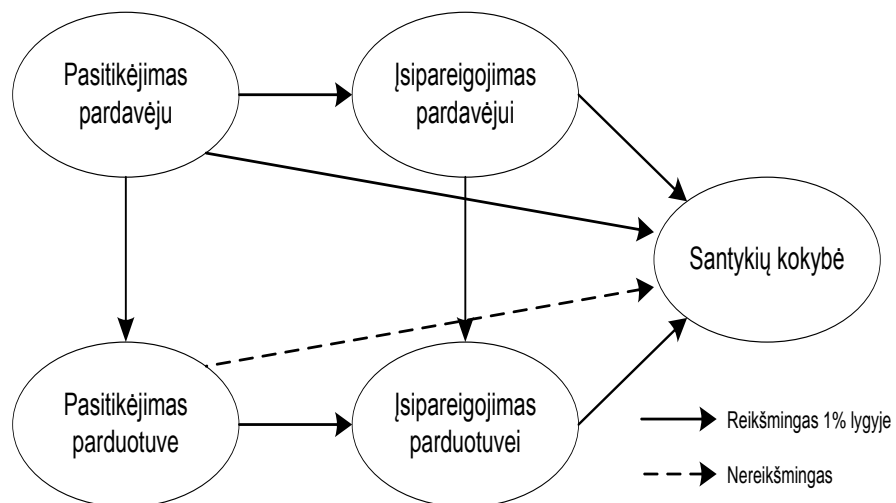 Pasitikėjimas
pardavėju
Įsipareigojimas
pardavėjui
Santykių kokybė
Pasitikėjimas
parduotuve
Įsipareigojimas
parduotuvei
Reikšmingas 1% lygyje
Nereikšmingas